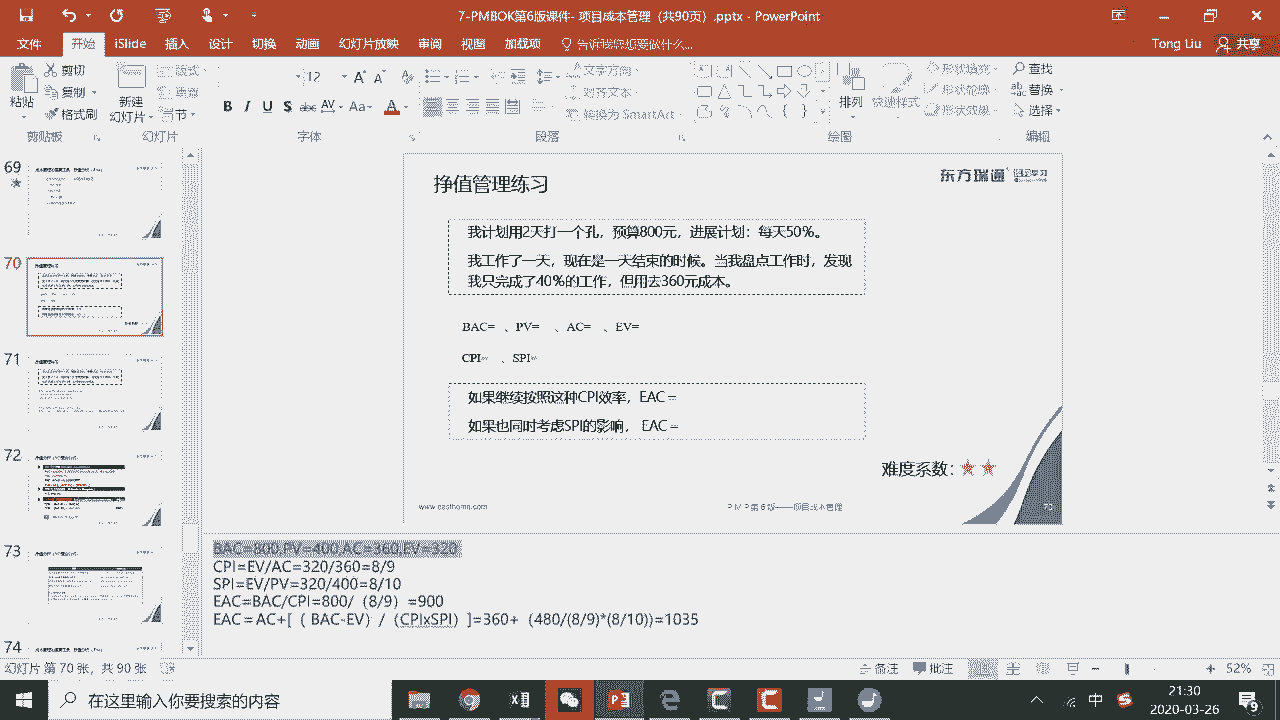 7-PMBOK第6版课件- 项目成本管理（共90页）.pptx - PowerPoint
文件 开始 iSlide 插入 设计 切换 动画 幻灯片放映 审阅 视图 加载项 告诉我您想要做什么... Tong Liu 共享
粘贴 剪切 复制 格式刷
新建 幻灯片 版式 重置 节
12
B I U S abc AV Aa A
文字方向 对齐文本 转换为 SmartArt
排列 快速样式 形状填充 形状轮廓 形状效果
查找 替换 选择
剪贴板 幻灯片 字体 段落 绘图 编辑
69
70
71
72
73
74
挣值管理练习
东方瑞通
我计划用2天打一个孔，预算800元，进展计划：每天50%。
我工作了一天，现在是一天结束的时候。当我盘点工作时，发现
我只完成了40%的工作，但用去360元成本。
BAC= 、PV= 、AC= 、EV=
CPI= 、SPI=
如果继续按照这种CPI效率，EAC＝
如果也同时考虑SPI的影响， EAC＝
难度系数：
www.easthome.com
PMP第6版——项目成本管理
BAC=800,PV=400,AC=360,EV=320
CPI=EV/AC=320/360=8/9
SPI=EV/PV=320/400=8/10
EAC=BAC/CPI=800/（8/9）=900
EAC＝AC+[（ BAC-EV）/（CPIxSPI）]=360+（480/(8/9)*(8/10))=1035
幻灯片 第 70 张，共 90 张
备注 批注 52%
在这里输入你要搜索的内容
中
21:30
2020-03-26
9